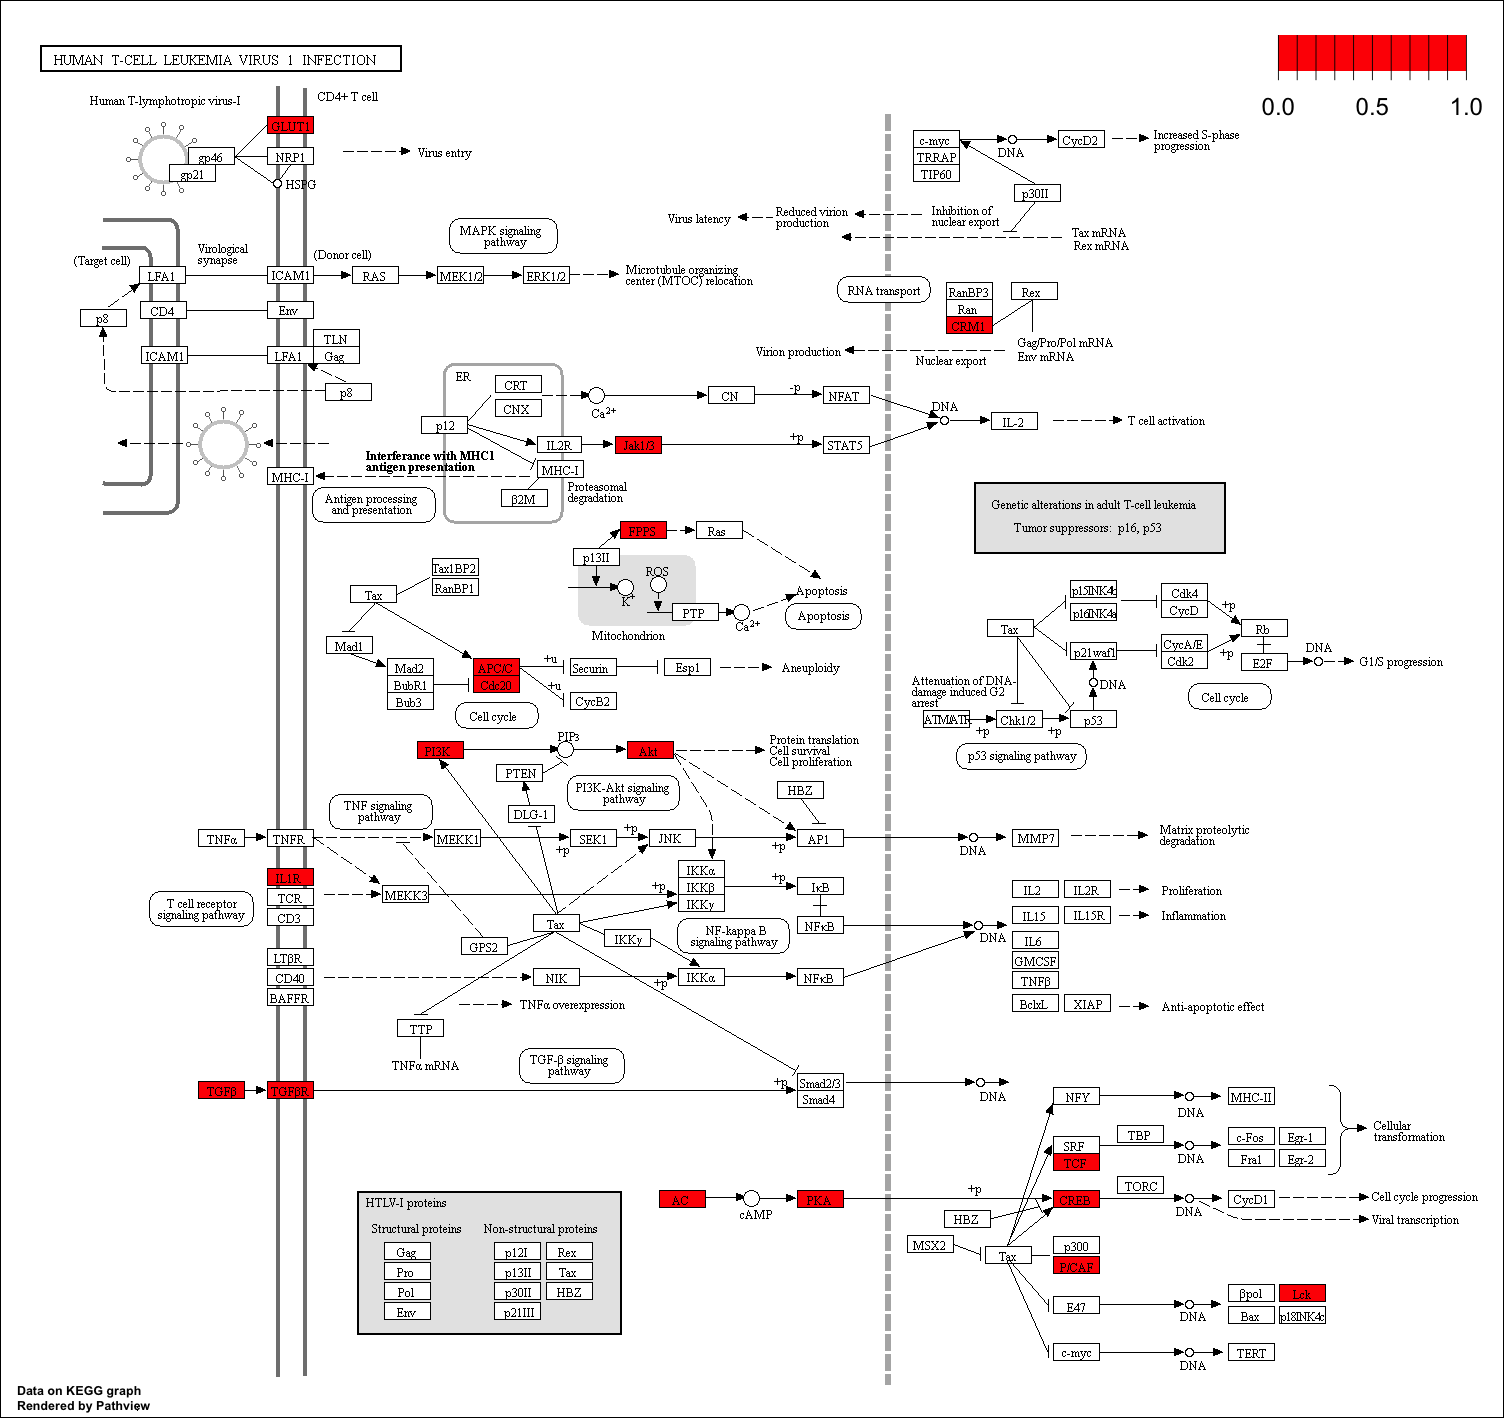 HUMAN T-CELL LEUKEMIA VIRUS 1 INFECTION
0.0 0.5 1.0
Human T-lymphotropic virus-I
CD4+ T cell
GLUT1
gp46
NRP1
Virus entry
gp21
HSPG
c-myc
TRRAP
TIP60
DNA
CycD2
Increased S-phase
progression
p30II
Virus latency
Reduced virion
production
Inhibition of
nuclear export
Tax mRNA
Rex mRNA
MAPK signaling
pathway
(Target cell)
Virological
synapse
(Donor cell)
LFA1
ICAM1
RAS
MEK1/2
ERK1/2
Microtubule organizing
center (MTOC) relocation
p8
CD4
Env
TLN
ICAM1
LFA1
Gag
p8
RNA transport
RanBP3
Ran
CRM1
Rex
Gag/Pro/Pol mRNA
Env mRNA
Virion production
Nuclear export
ER
CRT
CNX
Ca2+
CN
-p
NFAT
p12
IL2R
Jak1/3
+p
STAT5
DNA
IL-2
T cell activation
Interferance with MHC1
antigen presentation
MHC-I
MHC-I
β2M
Proteasomal
degradation
Antigen processing
and presentation
Genetic alterations in adult T-cell leukemia
Tumor suppressors: p16, p53
FPPS
Ras
p13II
ROS
K+
PTP
Ca2+
Apoptosis
Apoptosis
Mitochondrion
Tax1BP2
RanBP1
Tax
Mad1
Mad2
BubR1
Bub3
APC/C
Cdc20
+u
Securin
Esp1
Aneuploidy
+u
CycB2
Cell cycle
p15INK4c
p16INK4a
Cdk4
CycD
+p
Tax
p21waf1
CycA/E
Cdk2
+p
Rb
E2F
DNA
G1/S progression
Attenuation of DNA-
damage induced G2
arrest
DNA
ATM/ATR
+p
Chk1/2
+p
p53
Cell cycle
p53 signaling pathway
PI3K
PIP3
Akt
Protein translation
Cell survival
Cell proliferation
PTEN
PI3K-Akt signaling
pathway
DLG-1
HBZ
TNF signaling
pathway
TNFα
TNFR
MEKK1
+p
SEK1
+p
JNK
+p
AP1
DNA
MMP7
Matrix proteolytic
degradation
IL1R
TCR
CD3
T cell receptor
signaling pathway
MEKK3
+p
IKKα
IKKβ
IKKγ
+p
IκB
NFκB
Tax
GPS2
IKKγ
NF-kappa B
signaling pathway
DNA
IL2
IL2R
Proliferation
IL15
IL15R
Inflammation
IL6
GMCSF
TNFβ
BclxL
XIAP
Anti-apoptotic effect
LTβR
CD40
BAFFR
NIK
+p
IKKα
NFκB
TNFα overexpression
TTP
TNFα mRNA
TGF-β signaling
pathway
TGFβ
TGFβR
+p
Smad2/3
Smad4
DNA
NFY
DNA
MHC-II
SRF
TCF
TBP
DNA
c-Fos
Egr-1
Fra1
Egr-2
Cellular
transformation
AC
cAMP
PKA
+p
CREB
TORC
DNA
CycD1
Cell cycle progression
Viral transcription
HBZ
MSX2
Tax
p300
P/CAF
E47
DNA
βpol
Lck
Bax
p18INK4c
c-myc
DNA
TERT
HTLV-I proteins
Structural proteins
Non-structural proteins
Gag
p12I
Rex
Pro
p13II
Tax
Pol
p30II
HBZ
Env
p21III
Data on KEGG graph
Rendered by Pathview